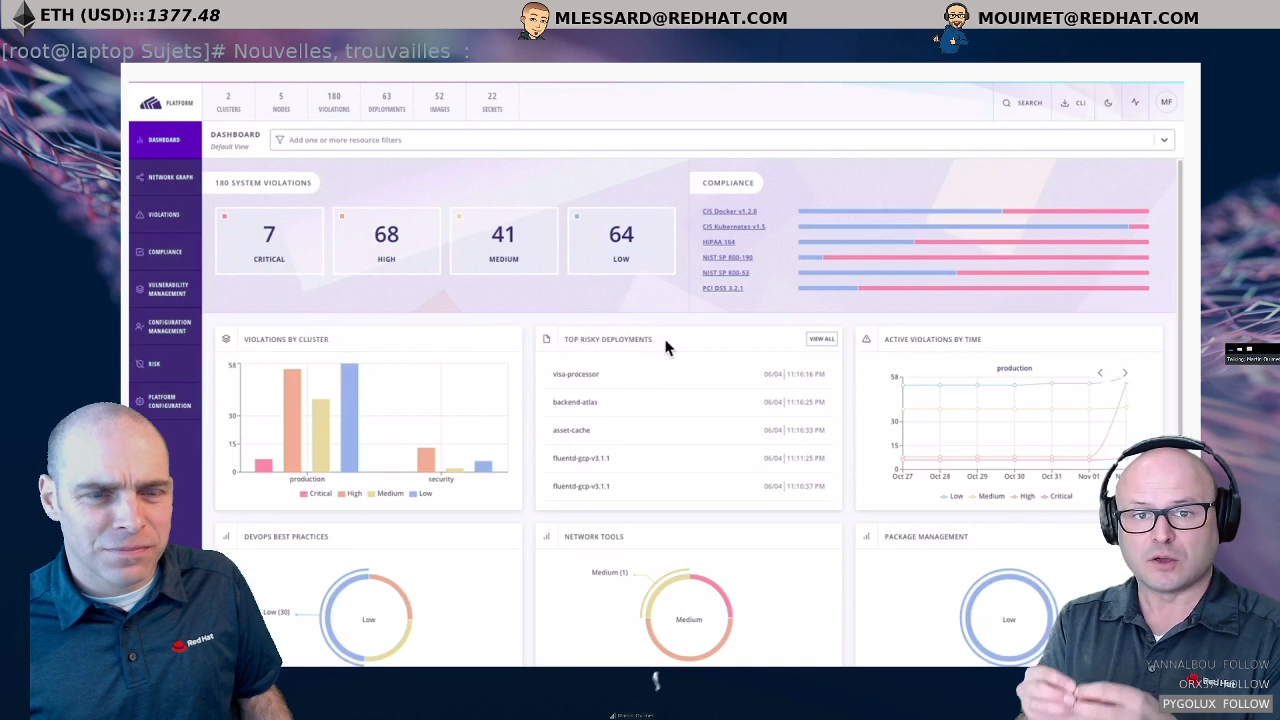 ETH (USD)::1377.48
MLESSARD@REDHAT.COM
MOUIMET@REDHAT.COM
[root@laptop Sujets]# Nouvelles, trouvailles :
PLATFORM
2 CLUSTERS
5 NODES
180 VIOLATIONS
63 DEPLOYMENTS
52 IMAGES
22 SECRETS
SEARCH
CLI
MF
DASHBOARD
NETWORK GRAPH
VIOLATIONS
COMPLIANCE
VULNERABILITY
MANAGEMENT
CONFIGURATION
MANAGEMENT
RISK
PLATFORM
CONFIGURATION
DASHBOARD
Default View
Add one or more resource filters
180 SYSTEM VIOLATIONS
7
CRITICAL
68
HIGH
41
MEDIUM
64
LOW
COMPLIANCE
CIS Docker v1.2.0
CIS Kubernetes v1.5
HIPAA 164
NIST SP 800-190
NIST SP 800-53
PCI DSS 3.2.1
VIOLATIONS BY CLUSTER
58
30
15
0
production
security
Critical High Medium Low
TOP RISKY DEPLOYMENTS
VIEW ALL
visa-processor 06/04 | 11:16:16 PM
backend-atlas 06/04 | 11:16:25 PM
asset-cache 06/04 | 11:16:33 PM
fluentd-gcp-v3.1.1 06/04 | 11:11:25 PM
fluentd-gcp-v3.1.1 06/04 | 11:10:37 PM
ACTIVE VIOLATIONS BY TIME
production
58
30
15
0
Oct 27 Oct 28 Oct 29 Oct 30 Oct 31 Nov 01
Low Medium High Critical
DEVOPS BEST PRACTICES
Low (30)
Low
NETWORK TOOLS
Medium (1)
Medium
PACKAGE MANAGEMENT
Low
Red Hat
YANNALBOU FOLLOW
FOLLOW
PYGOLUX FOLLOW
Martin Ouimet